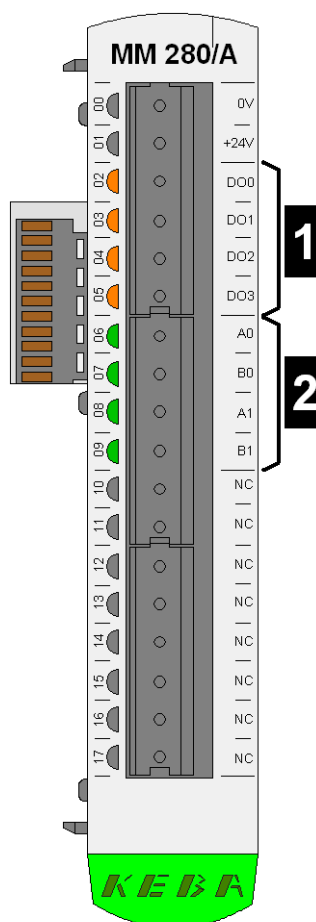 MM 280/A
00 0V
01 +24V
02 DO0
03 DO1
04 DO2
05 DO3
1
06 A0
07 B0
08 A1
09 B1
2
10 NC
11 NC
12 NC
13 NC
14 NC
15 NC
16 NC
17 NC
KEBA